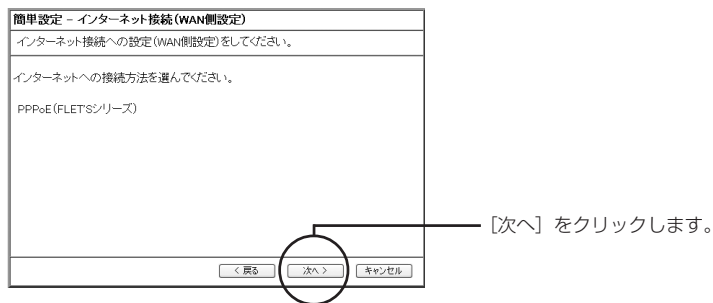 簡単設定 – インターネット接続(WAN側設定)
インターネット接続への設定(WAN側設定)をしてください。
インターネットへの接続方法を選んでください。
PPPoE(FLET'Sシリーズ)
[次へ] をクリックします。
< 戻る 次へ > キャンセル